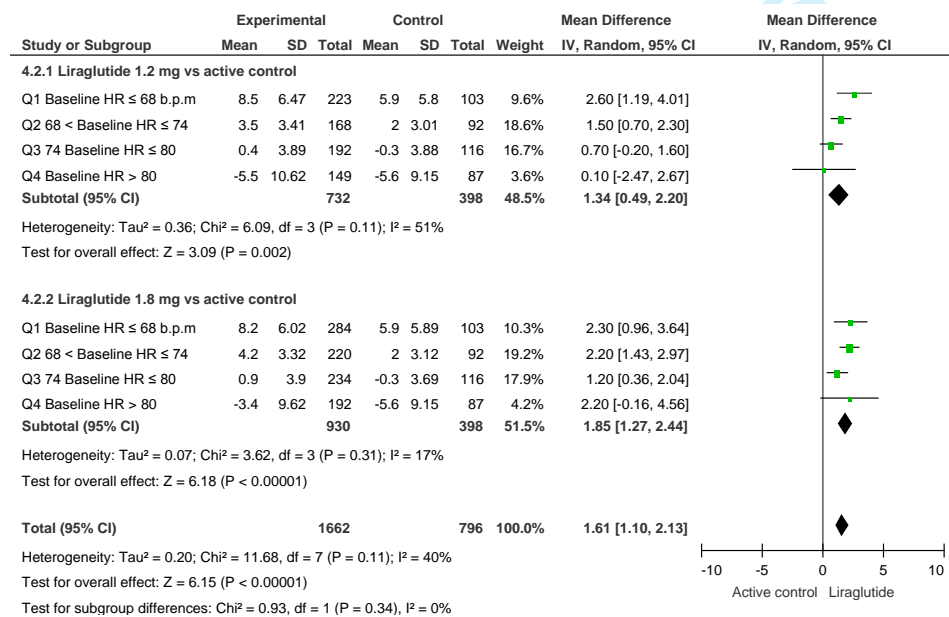 Experimental Control Mean Difference Mean Difference
Study or Subgroup Mean SD Total Mean SD Total Weight IV, Random, 95% CI IV, Random, 95% CI
4.2.1 Liraglutide 1.2 mg vs active control
Q1 Baseline HR ≤ 68 b.p.m 8.5 6.47 223 5.9 5.8 103 9.6% 2.60 [1.19, 4.01]
Q2 68 < Baseline HR ≤ 74 3.5 3.41 168 2 3.01 92 18.6% 1.50 [0.70, 2.30]
Q3 74 Baseline HR ≤ 80 0.4 3.89 192 -0.3 3.88 116 16.7% 0.70 [-0.20, 1.60]
Q4 Baseline HR > 80 -5.5 10.62 149 -5.6 9.15 87 3.6% 0.10 [-2.47, 2.67]
Subtotal (95% CI) 732 398 48.5% 1.34 [0.49, 2.20]
Heterogeneity: Tau² = 0.36; Chi² = 6.09, df = 3 (P = 0.11); I² = 51%
Test for overall effect: Z = 3.09 (P = 0.002)
4.2.2 Liraglutide 1.8 mg vs active control
Q1 Baseline HR ≤ 68 b.p.m 8.2 6.02 284 5.9 5.89 103 10.3% 2.30 [0.96, 3.64]
Q2 68 < Baseline HR ≤ 74 4.2 3.32 220 2 3.12 92 19.2% 2.20 [1.43, 2.97]
Q3 74 Baseline HR ≤ 80 0.9 3.9 234 -0.3 3.69 116 17.9% 1.20 [0.36, 2.04]
Q4 Baseline HR > 80 -3.4 9.62 192 -5.6 9.15 87 4.2% 2.20 [-0.16, 4.56]
Subtotal (95% CI) 930 398 51.5% 1.85 [1.27, 2.44]
Heterogeneity: Tau² = 0.07; Chi² = 3.62, df = 3 (P = 0.31); I² = 17%
Test for overall effect: Z = 6.18 (P < 0.00001)
Total (95% CI) 1662 796 100.0% 1.61 [1.10, 2.13]
Heterogeneity: Tau² = 0.20; Chi² = 11.68, df = 7 (P = 0.11); I² = 40%
Test for overall effect: Z = 6.15 (P < 0.00001)
Test for subgroup differences: Chi² = 0.93, df = 1 (P = 0.34), I² = 0%
-10 -5 0 5 10
Active control Liraglutide